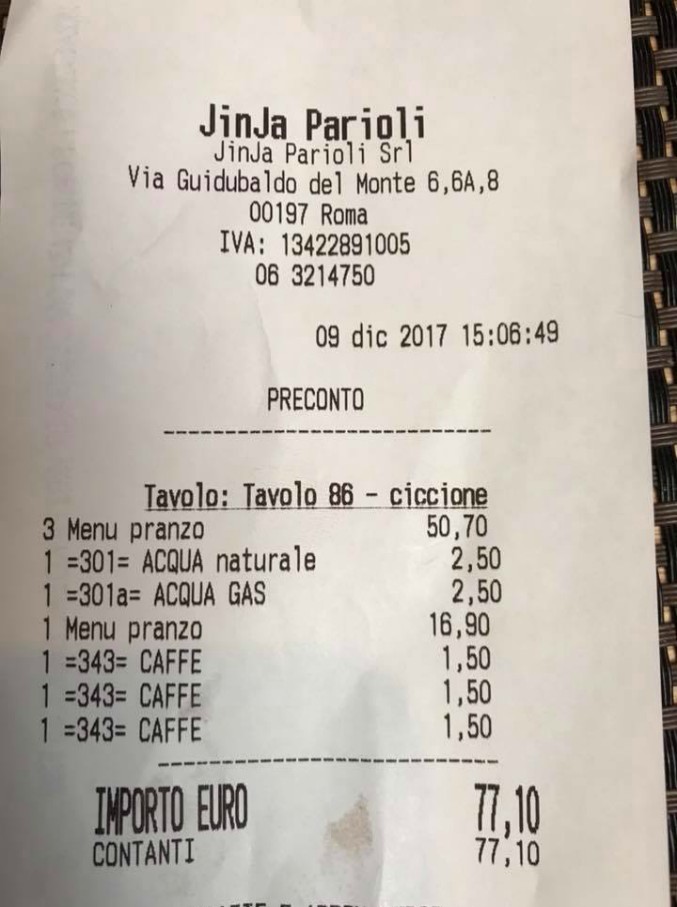 JinJa Parioli
JinJa Parioli Srl
Via Guidubaldo del Monte 6,6A,8
00197 Roma
IVA: 13422891005
06 3214750
09 dic 2017 15:06:49
PRECONTO
---------------------------
Tavolo: Tavolo 86 - ciccione
3 Menu pranzo 50,70
1 =301= ACQUA naturale 2,50
1 =301a= ACQUA GAS 2,50
1 Menu pranzo 16,90
1 =343= CAFFE 1,50
1 =343= CAFFE 1,50
1 =343= CAFFE 1,50
----------------------------
IMPORTO EURO 77,10
CONTANTI 77,10